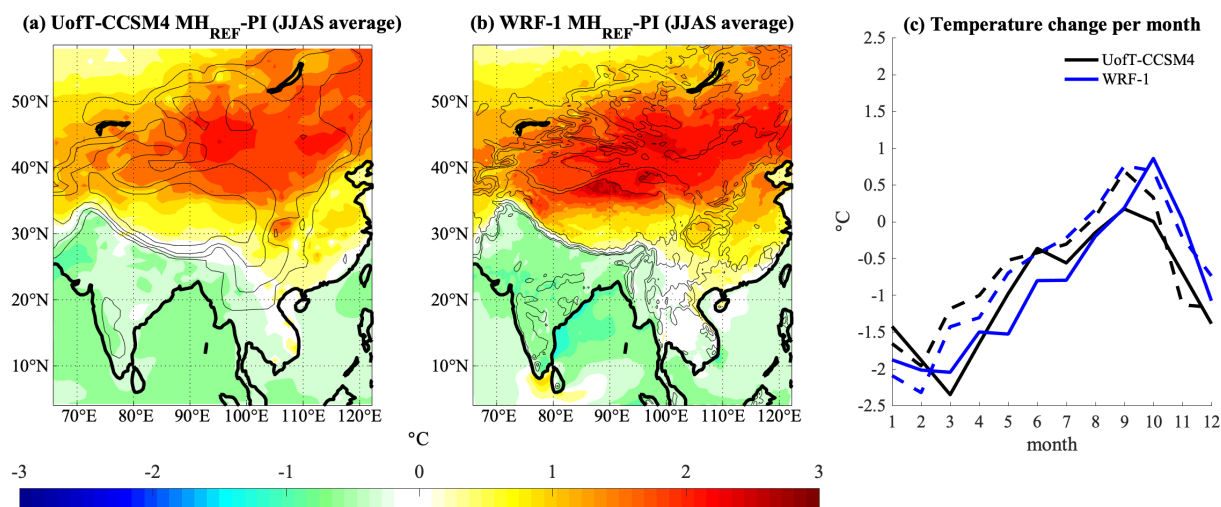 (a) UofT-CCSM4 MH_REF-PI (JJAS average)
(b) WRF-1 MH_REF-PI (JJAS average)
(c) Temperature change per month
50°N
40°N
30°N
20°N
10°N
70°E 80°E 90°E 100°E 110°E 120°E
50°N
40°N
30°N
20°N
10°N
70°E 80°E 90°E 100°E 110°E 120°E
2.5
2
1.5
1
0.5
0
-0.5
-1
-1.5
-2
-2.5
°C
UofT-CCSM4
WRF-1
1 2 3 4 5 6 7 8 9 10 11 12
month
°C
-3 -2 -1 0 1 2 3